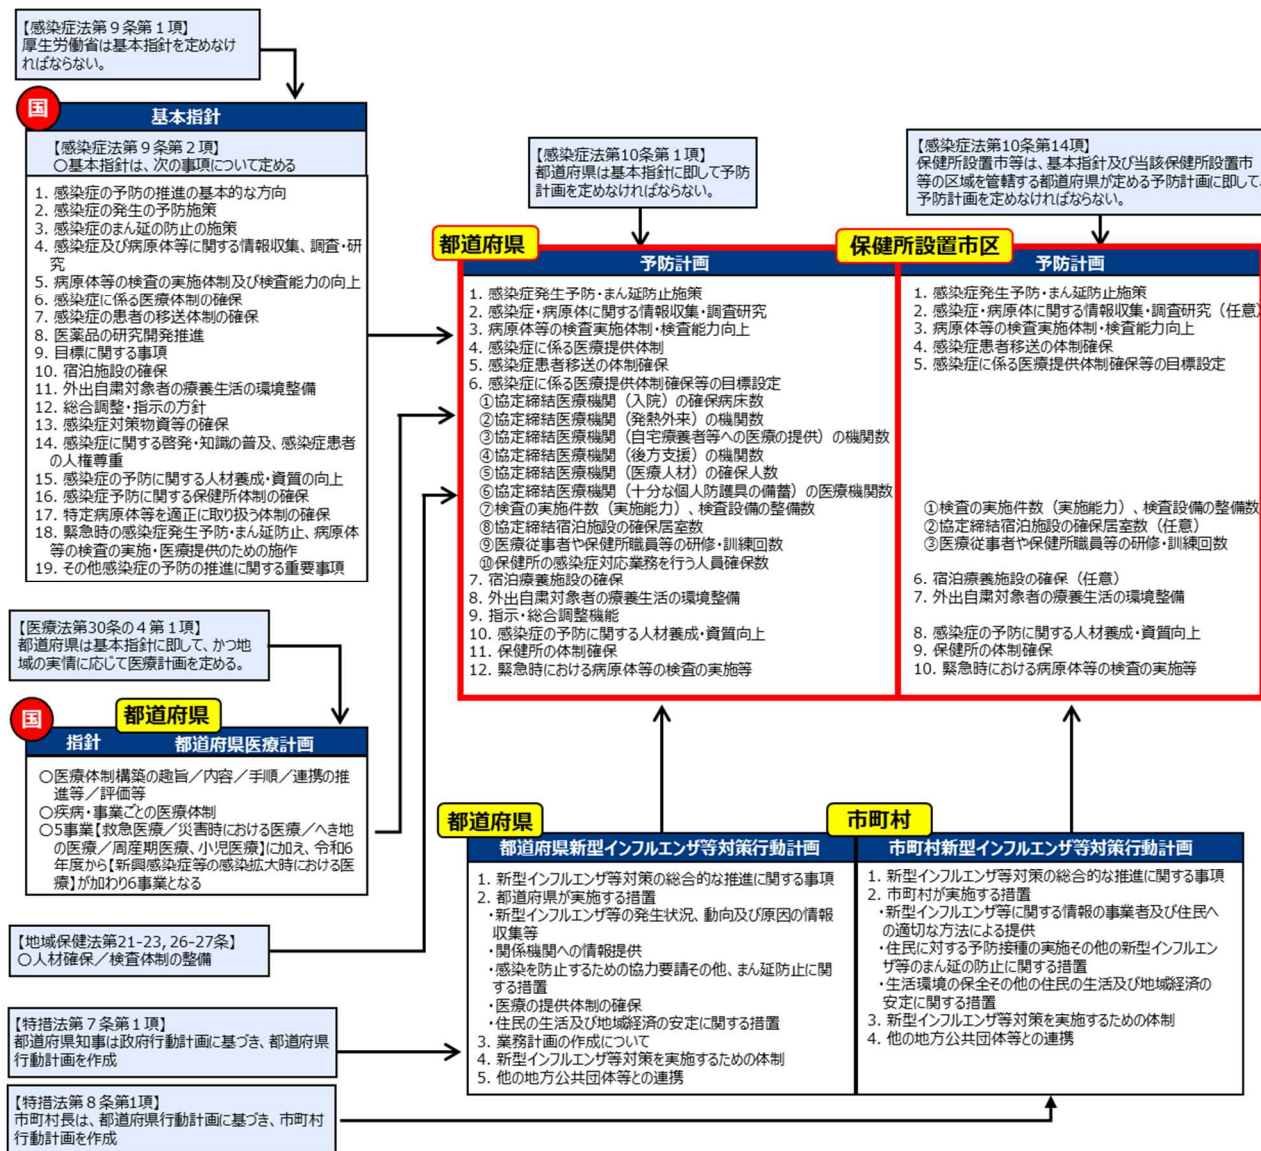 【感染症法第９条第１項】
厚生労働省は基本指針を定めなけ
ればならない。
国
基本指針
【感染症法第９条第２項】
○基本指針は、次の事項について定める
1. 感染症の予防の推進の基本的な方向
2. 感染症の発生の予防施策
3. 感染症のまん延の防止の施策
4. 感染症及び病原体等に関する情報収集、調査・研
究
5. 病原体等の検査の実施体制及び検査能力の向上
6. 感染症に係る医療体制の確保
7. 感染症の患者の移送体制の確保
8. 医薬品の研究開発推進
9. 目標に関する事項
10. 宿泊施設の確保
11. 外出自粛対象者の療養生活の環境整備
12. 総合調整・指示の方針
13. 感染症対策物資等の確保
14. 感染症に関する啓発・知識の普及、感染症患者
の人権尊重
15. 感染症の予防に関する人材養成・資質の向上
16. 感染症予防に関する保健所体制の確保
17. 特定病原体等を適正に取り扱う体制の確保
18. 緊急時の感染症発生予防・まん延防止、病原体
等の検査の実施・医療提供のための施作
19. その他感染症の予防の推進に関する重要事項
【医療法第30条の４第１項】
都道府県は基本指針に即して、かつ地
域の実情に応じて医療計画を定める。
国
都道府県
指針 都道府県医療計画
○医療体制構築の趣旨／内容／手順／連携の推
進等／評価等
○疾病・事業ごとの医療体制
○5事業【救急医療／災害時における医療／へき地
の医療／周産期医療、小児医療】に加え、令和6
年度から【新興感染症等の感染拡大時における医
療】が加わり6事業となる
【地域保健法第21-23, 26-27条】
○人材確保／検査体制の整備
【特措法第７条第１項】
都道府県知事は政府行動計画に基づき、都道府県
行動計画を作成
【特措法第８条第1項】
市町村長は、都道府県行動計画に基づき、市町村
行動計画を作成
【感染症法第10条第１項】
都道府県は基本指針に即して予防
計画を定めなければならない。
都道府県
予防計画
1. 感染症発生予防・まん延防止施策
2. 感染症・病原体に関する情報収集・調査研究
3. 病原体等の検査実施体制・検査能力向上
4. 感染症に係る医療提供体制
5. 感染症患者移送の体制確保
6. 感染症に係る医療提供体制確保等の目標設定
①協定締結医療機関（入院）の確保病床数
②協定締結医療機関（発熱外来）の機関数
③協定締結医療機関（自宅療養者等への医療の提供）の機関数
④協定締結医療機関（後方支援）の機関数
⑤協定締結医療機関（医療人材）の確保人数
⑥協定締結医療機関（十分な個人防護具の備蓄）の医療機関数
⑦検査の実施件数（実施能力）、検査設備の整備数
⑧協定締結宿泊施設の確保居室数
⑨医療従事者や保健所職員等の研修・訓練回数
⑩保健所の感染症対応業務を行う人員確保数
7. 宿泊療養施設の確保
8. 外出自粛対象者の療養生活の環境整備
9. 指示・総合調整機能
10. 感染症の予防に関する人材養成・資質向上
11. 保健所の体制確保
12. 緊急時における病原体等の検査の実施等
【感染症法第10条第14項】
保健所設置市等は、基本指針及び当該保健所設置市
等の区域を管轄する都道府県が定める予防計画に即して、
予防計画を定めなければならない。
保健所設置市区
予防計画
1. 感染症発生予防・まん延防止施策
2. 感染症・病原体に関する情報収集・調査研究（任意）
3. 病原体等の検査実施体制・検査能力向上
4. 感染症患者移送の体制確保
5. 感染症に係る医療提供体制確保等の目標設定
①検査の実施件数（実施能力）、検査設備の整備数
②協定締結宿泊施設の確保居室数（任意）
③医療従事者や保健所職員等の研修・訓練回数
6. 宿泊療養施設の確保（任意）
7. 外出自粛対象者の療養生活の環境整備
8. 感染症の予防に関する人材養成・資質向上
9. 保健所の体制確保
10. 緊急時における病原体等の検査の実施等
都道府県
都道府県新型インフルエンザ等対策行動計画
1. 新型インフルエンザ等対策の総合的な推進に関する事項
2. 都道府県が実施する措置
・新型インフルエンザ等の発生状況、動向及び原因の情報
収集等
・関係機関への情報提供
・感染を防止するための協力要請その他、まん延防止に関
する措置
・医療の提供体制の確保
・住民の生活及び地域経済の安定に関する措置
3. 業務計画の作成について
4. 新型インフルエンザ等対策を実施するための体制
5. 他の地方公共団体等との連携
市町村
市町村新型インフルエンザ等対策行動計画
1. 新型インフルエンザ等対策の総合的な推進に関する事項
2. 市町村が実施する措置
・新型インフルエンザ等に関する情報の事業者及び住民へ
の適切な方法による提供
・住民に対する予防接種の実施その他の新型インフルエン
ザ等のまん延の防止に関する措置
・生活環境の保全その他の住民の生活及び地域経済の
安定に関する措置
3. 新型インフルエンザ等対策を実施するための体制
4. 他の地方公共団体等との連携